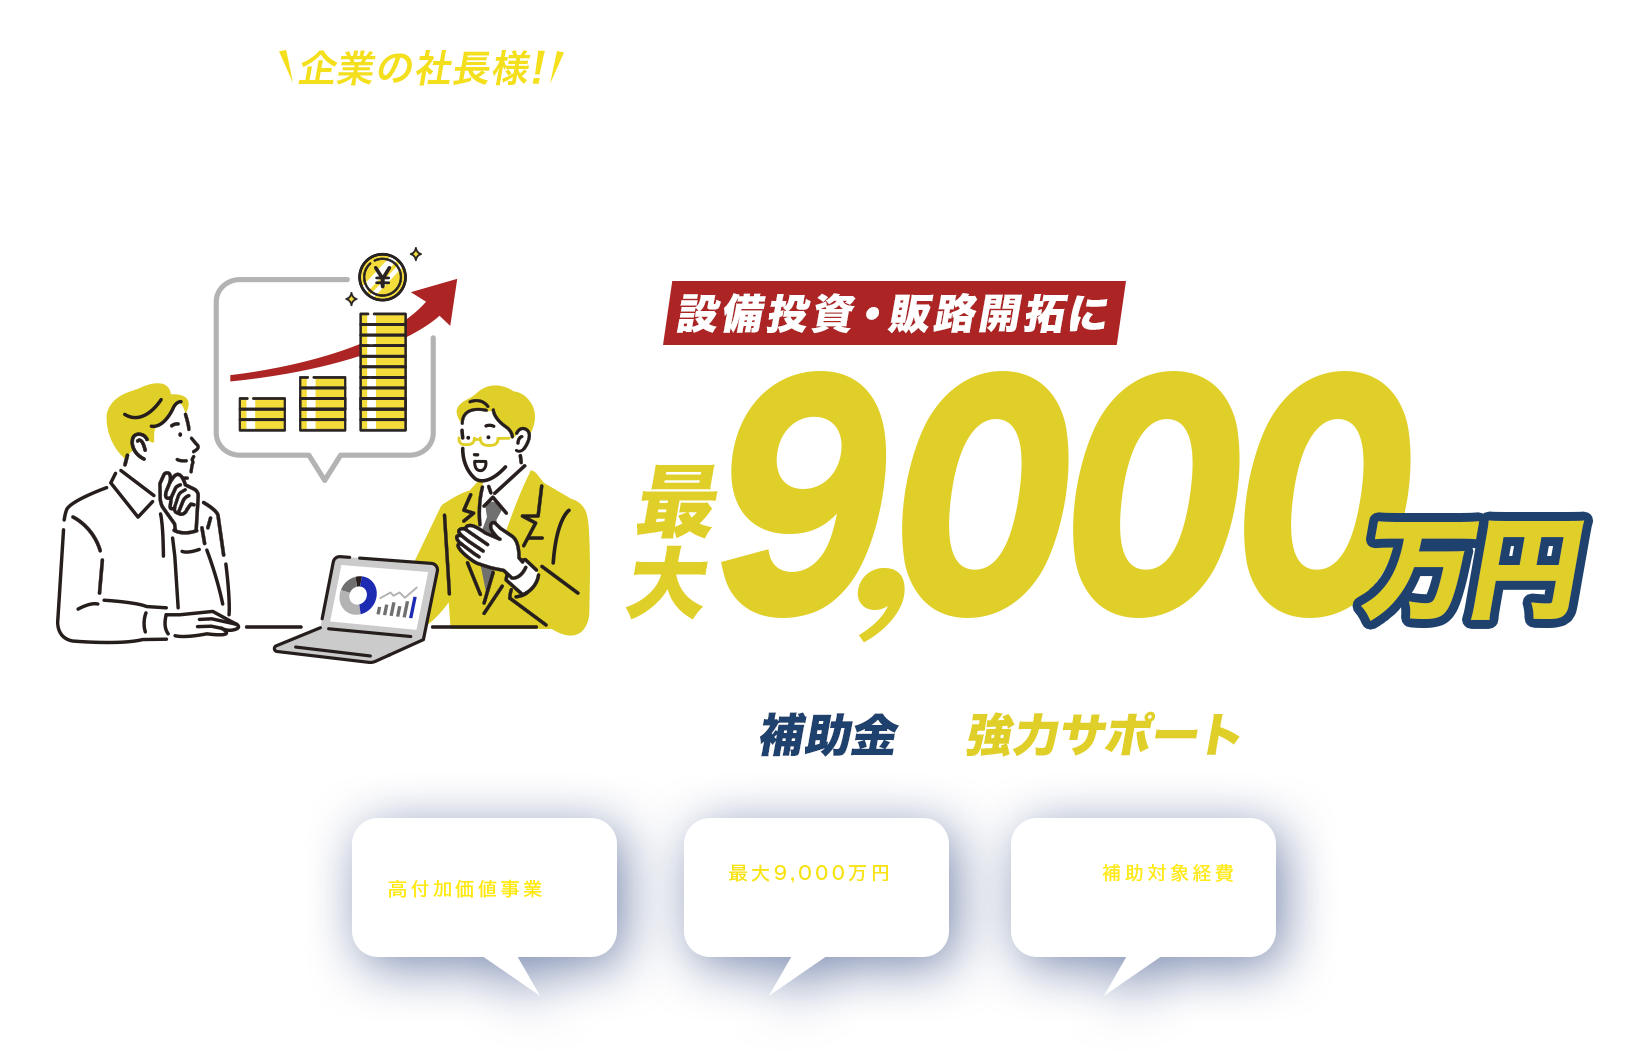 \企業の社長様!!/
設備投資・販路開拓に
最大9,000万円
補助金 強力サポート
高付加価値事業
最大9,000万円
補助対象経費